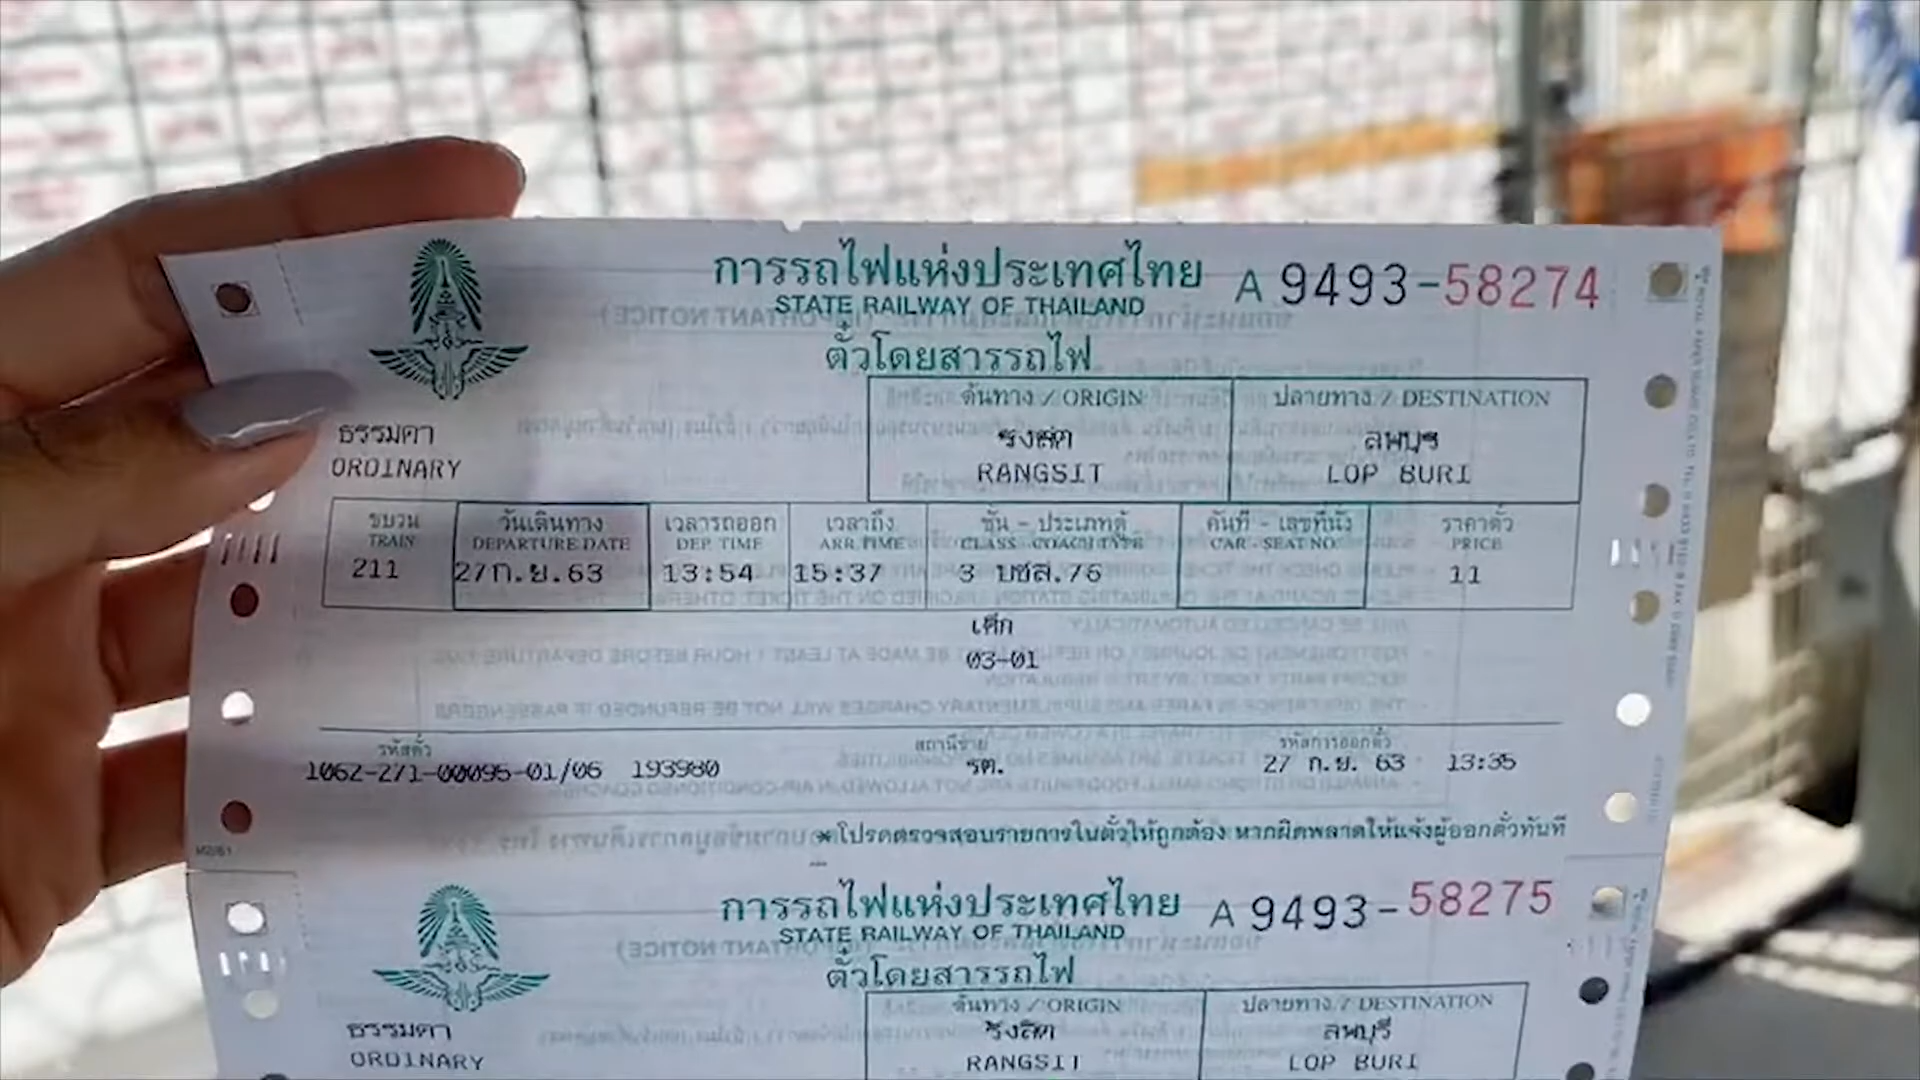 การรถไฟแห่งประเทศไทย A 9493-58274
STATE RAILWAY OF THAILAND
ตั๋วโดยสารรถไฟ
ต้นทาง / ORIGIN ปลายทาง / DESTINATION
ธรรมดา รังสิต ลพบุรี
ORDINARY RANGSIT LOP BURI
ขบวน วันเดินทาง เวลารถออก เวลาถึง ชั้น - ประเภทตู้ คันที่ - เลขที่นั่ง ราคาตั๋ว
TRAIN DEPARTURE DATE DEP. TIME ARR.TIME CLASS - COACH TYPE CAR - SEAT NO. PRICE
211 27ก.ย.63 13:54 15:37 3 บชส.76 11
เด็ก
03-01
รหัสตั๋ว สถานีขาย รหัสการออกตั๋ว
1062-271-00095-01/06 193980 รต. 27 ก.ย. 63 13:35
*โปรดตรวจสอบรายการในตั๋วให้ถูกต้อง หากผิดพลาดให้แจ้งผู้ออกตั๋วทันที
การรถไฟแห่งประเทศไทย A 9493-58275
STATE RAILWAY OF THAILAND
ตั๋วโดยสารรถไฟ
ต้นทาง / ORIGIN ปลายทาง / DESTINATION
ธรรมดา รังสิต ลพบุรี
ORDINARY RANGSIT LOP BURI